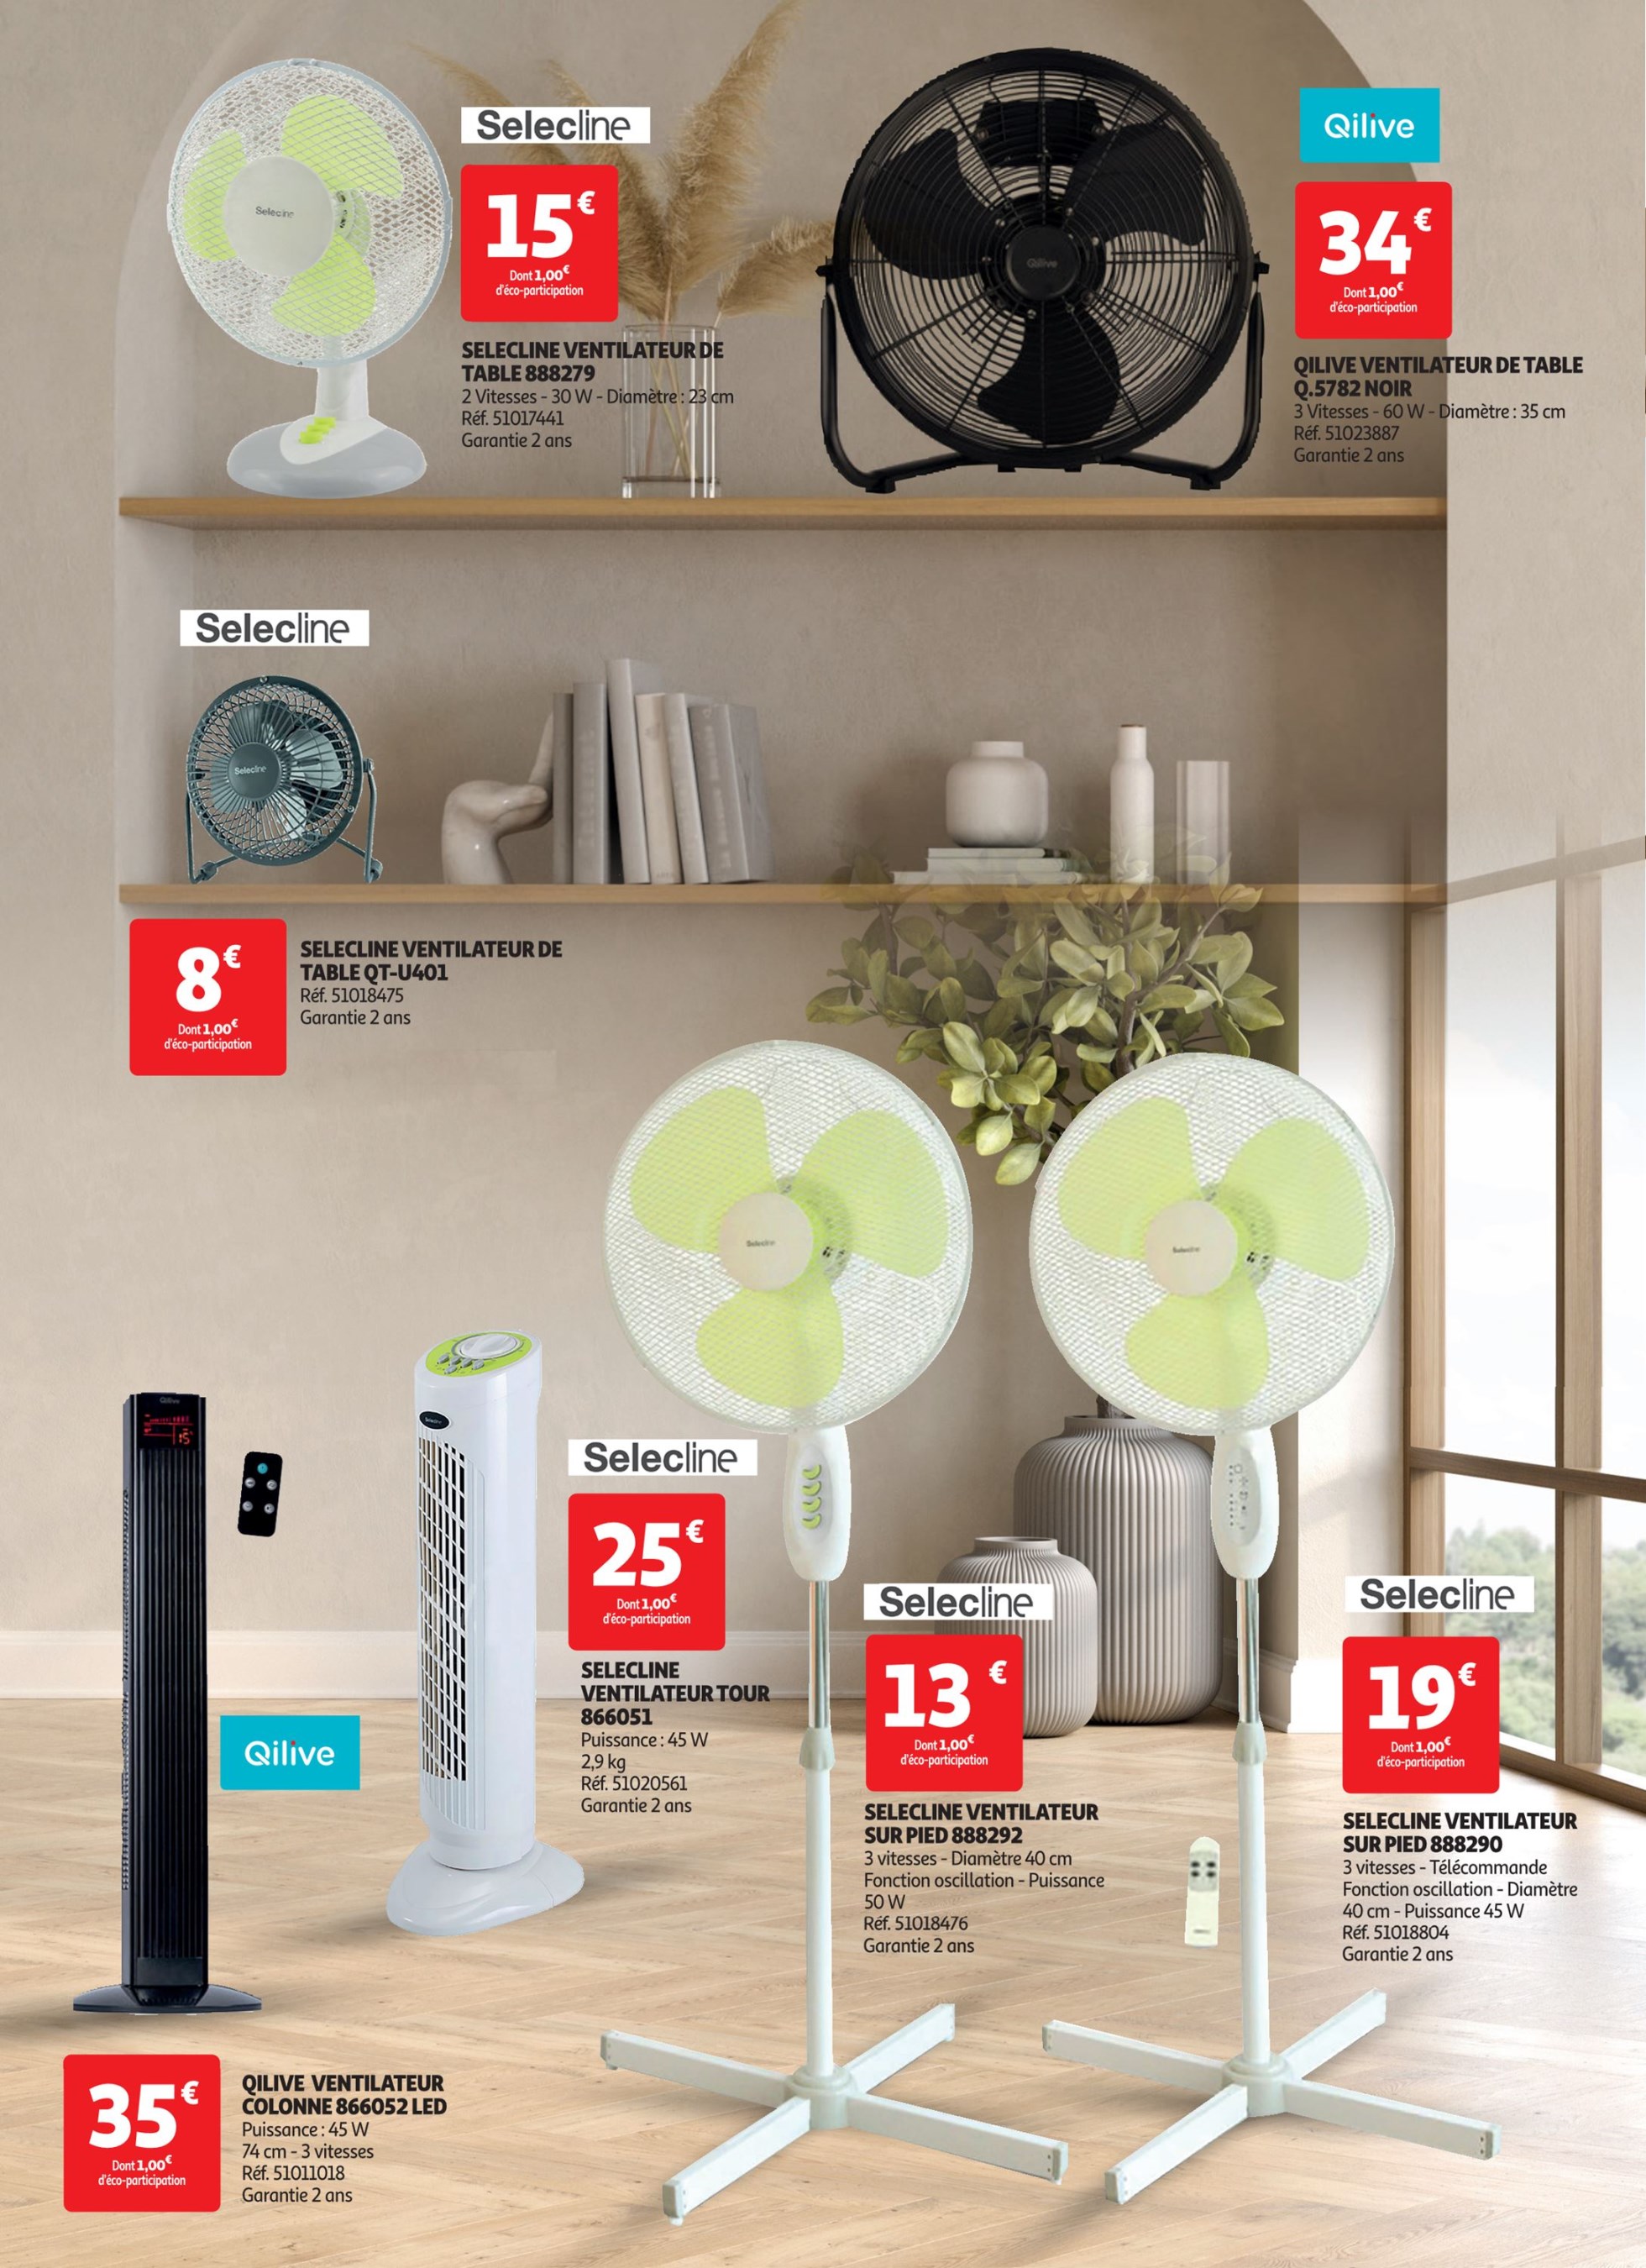 Selecline
15€
Dont 1,00€
d'éco-participation
SELECLINE VENTILATEUR DE
TABLE 888279
2 Vitesses - 30 W - Diamètre : 23 cm
Réf. 51017441
Garantie 2 ans
Selecline
Qilive
Qilive
34€
Dont 1,00€
d'éco-participation
QILIVE VENTILATEUR DE TABLE
Q.5782 NOIR
3 Vitesses - 60 W - Diamètre : 35 cm
Réf. 51023887
Garantie 2 ans
Selecline
Selecline
8€
Dont 1,00€
d'éco-participation
SELECLINE VENTILATEUR DE
TABLE QT-U401
Réf. 51018475
Garantie 2 ans
Selecline
Selecline
Qilive
15
Selecline
Selecline
25€
Dont 1,00€
d'éco-participation
SELECLINE
VENTILATEUR TOUR
866051
Puissance : 45 W
2,9 kg
Réf. 51020561
Garantie 2 ans
Selecline
13€
Dont 1,00€
d'éco-participation
SELECLINE VENTILATEUR
SUR PIED 888292
3 vitesses - Diamètre 40 cm
Fonction oscillation - Puissance
50 W
Réf. 51018476
Garantie 2 ans
Selecline
19€
Dont 1,00€
d'éco-participation
SELECLINE VENTILATEUR
SUR PIED 888290
3 vitesses - Télécommande
Fonction oscillation - Diamètre
40 cm - Puissance 45 W
Réf. 51018804
Garantie 2 ans
Qilive
35€
Dont 1,00€
d'éco-participation
QILIVE VENTILATEUR
COLONNE 866052 LED
Puissance : 45 W
74 cm - 3 vitesses
Réf. 51011018
Garantie 2 ans